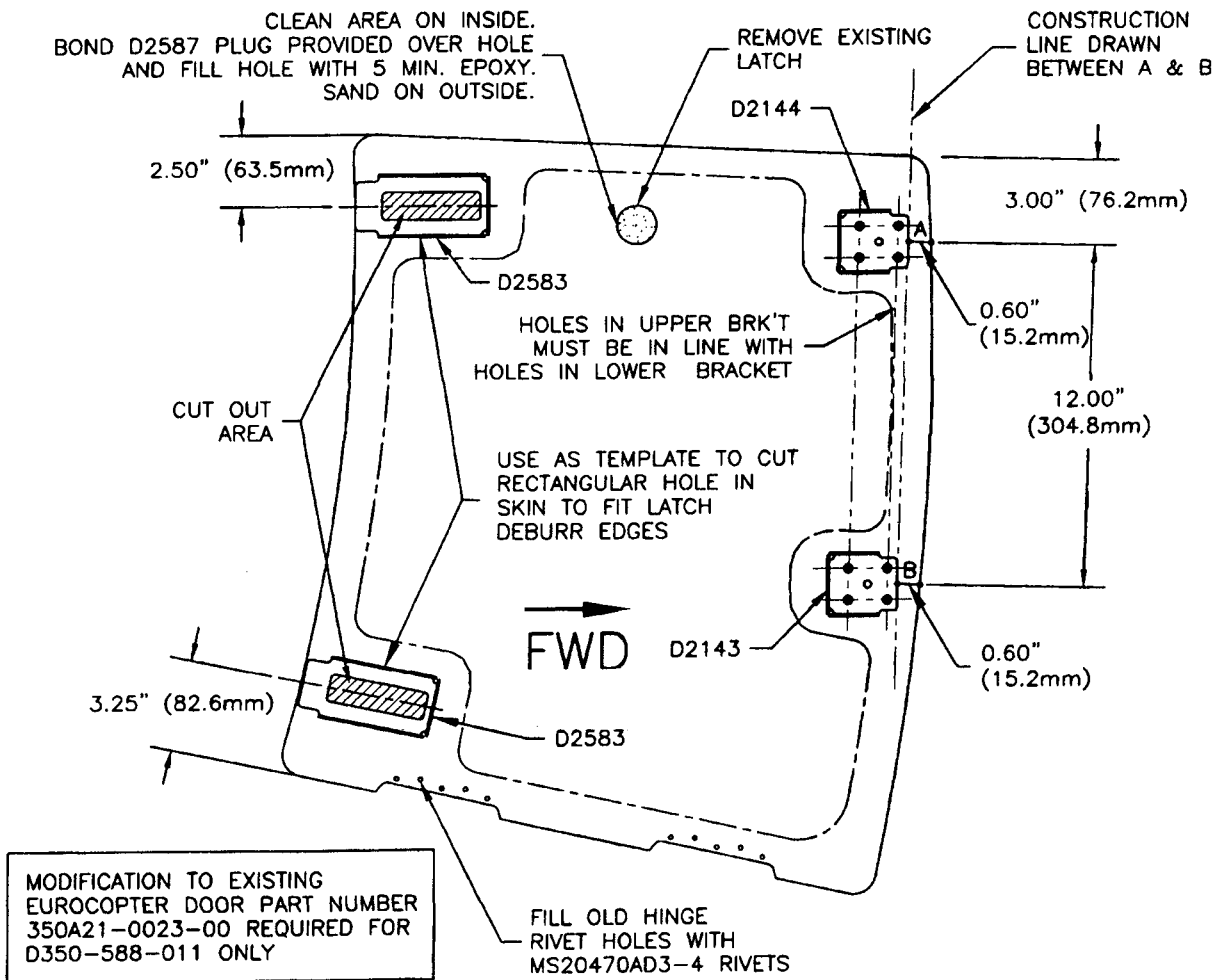 CLEAN AREA ON INSIDE.
BOND D2587 PLUG PROVIDED OVER HOLE
AND FILL HOLE WITH 5 MIN. EPOXY.
SAND ON OUTSIDE.
REMOVE EXISTING
LATCH
CONSTRUCTION
LINE DRAWN
BETWEEN A & B
D2144
2.50" (63.5mm)
3.00" (76.2mm)
A
D2583
0.60"
(15.2mm)
HOLES IN UPPER BRK'T
MUST BE IN LINE WITH
HOLES IN LOWER BRACKET
12.00"
(304.8mm)
CUT OUT
AREA
USE AS TEMPLATE TO CUT
RECTANGULAR HOLE IN
SKIN TO FIT LATCH
DEBURR EDGES
B
FWD
D2143
0.60"
(15.2mm)
3.25" (82.6mm)
D2583
MODIFICATION TO EXISTING
EUROCOPTER DOOR PART NUMBER
350A21-0023-00 REQUIRED FOR
D350-588-011 ONLY
FILL OLD HINGE
RIVET HOLES WITH
MS20470AD3-4 RIVETS